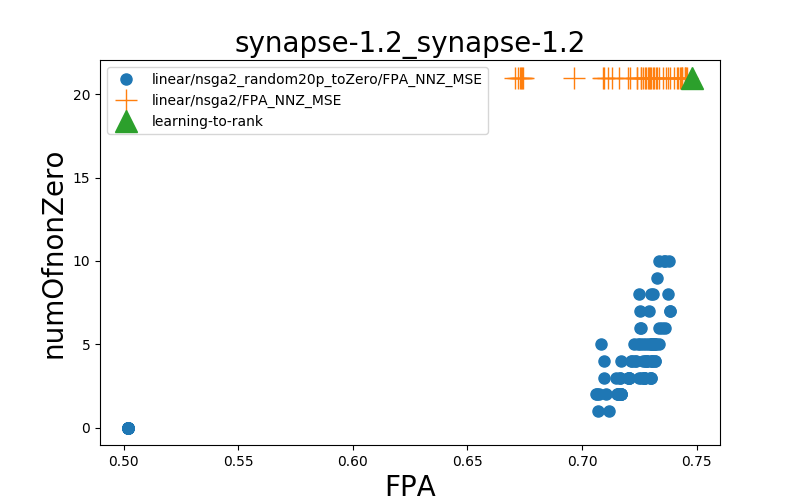 synapse-1.2_synapse-1.2
linear/nsga2_random20p_toZero/FPA_NNZ_MSE
linear/nsga2/FPA_NNZ_MSE
learning-to-rank
numOfnonZero
20
15
10
5
0
0.50 0.55 0.60 0.65 0.70 0.75
FPA